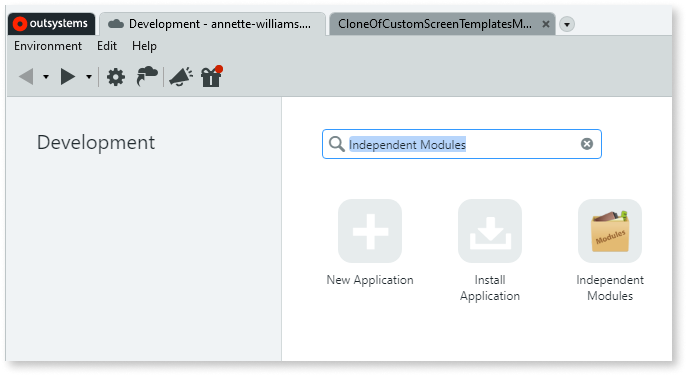 outsystems
Development - annette-williams....
CloneOfCustomScreenTemplatesM...
Environment Edit Help
Development
Independent Modules
New Application
Install
Application
Modules
Independent
Modules